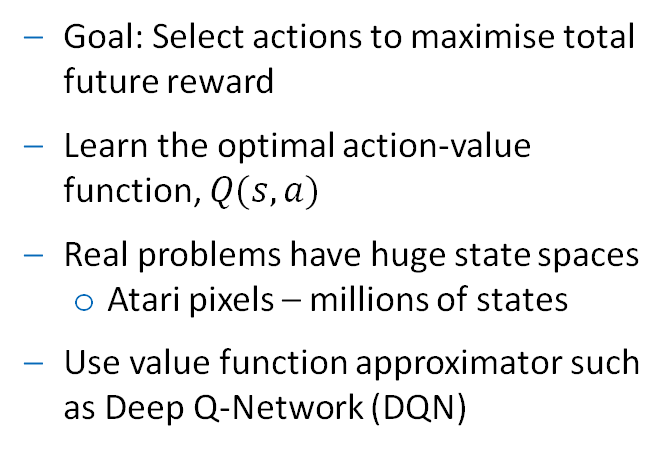 – Goal: Select actions to maximise total
future reward
– Learn the optimal action-value
function, Q(s, a)
– Real problems have huge state spaces
o Atari pixels – millions of states
– Use value function approximator such
as Deep Q-Network (DQN)